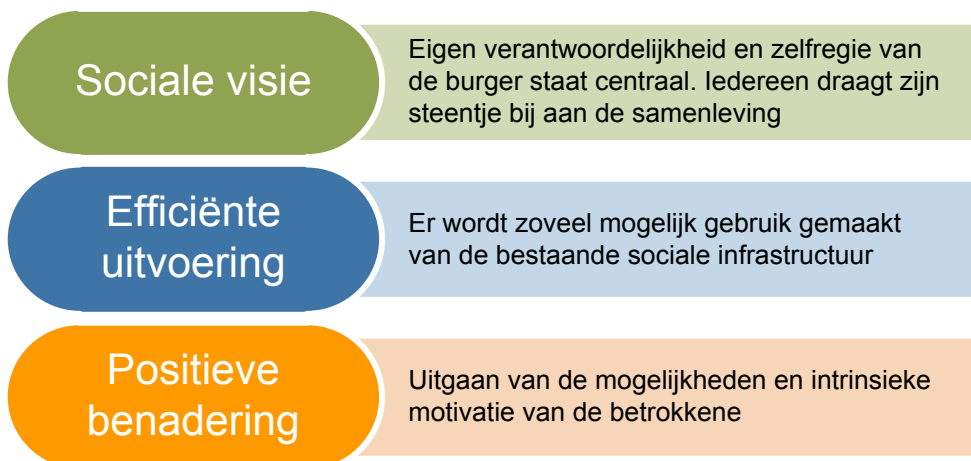 Sociale visie
Eigen verantwoordelijkheid en zelfregie van
de burger staat centraal. Iedereen draagt zijn
steentje bij aan de samenleving
Efficiënte
uitvoering
Er wordt zoveel mogelijk gebruik gemaakt
van de bestaande sociale infrastructuur
Positieve
benadering
Uitgaan van de mogelijkheden en intrinsieke
motivatie van de betrokkene